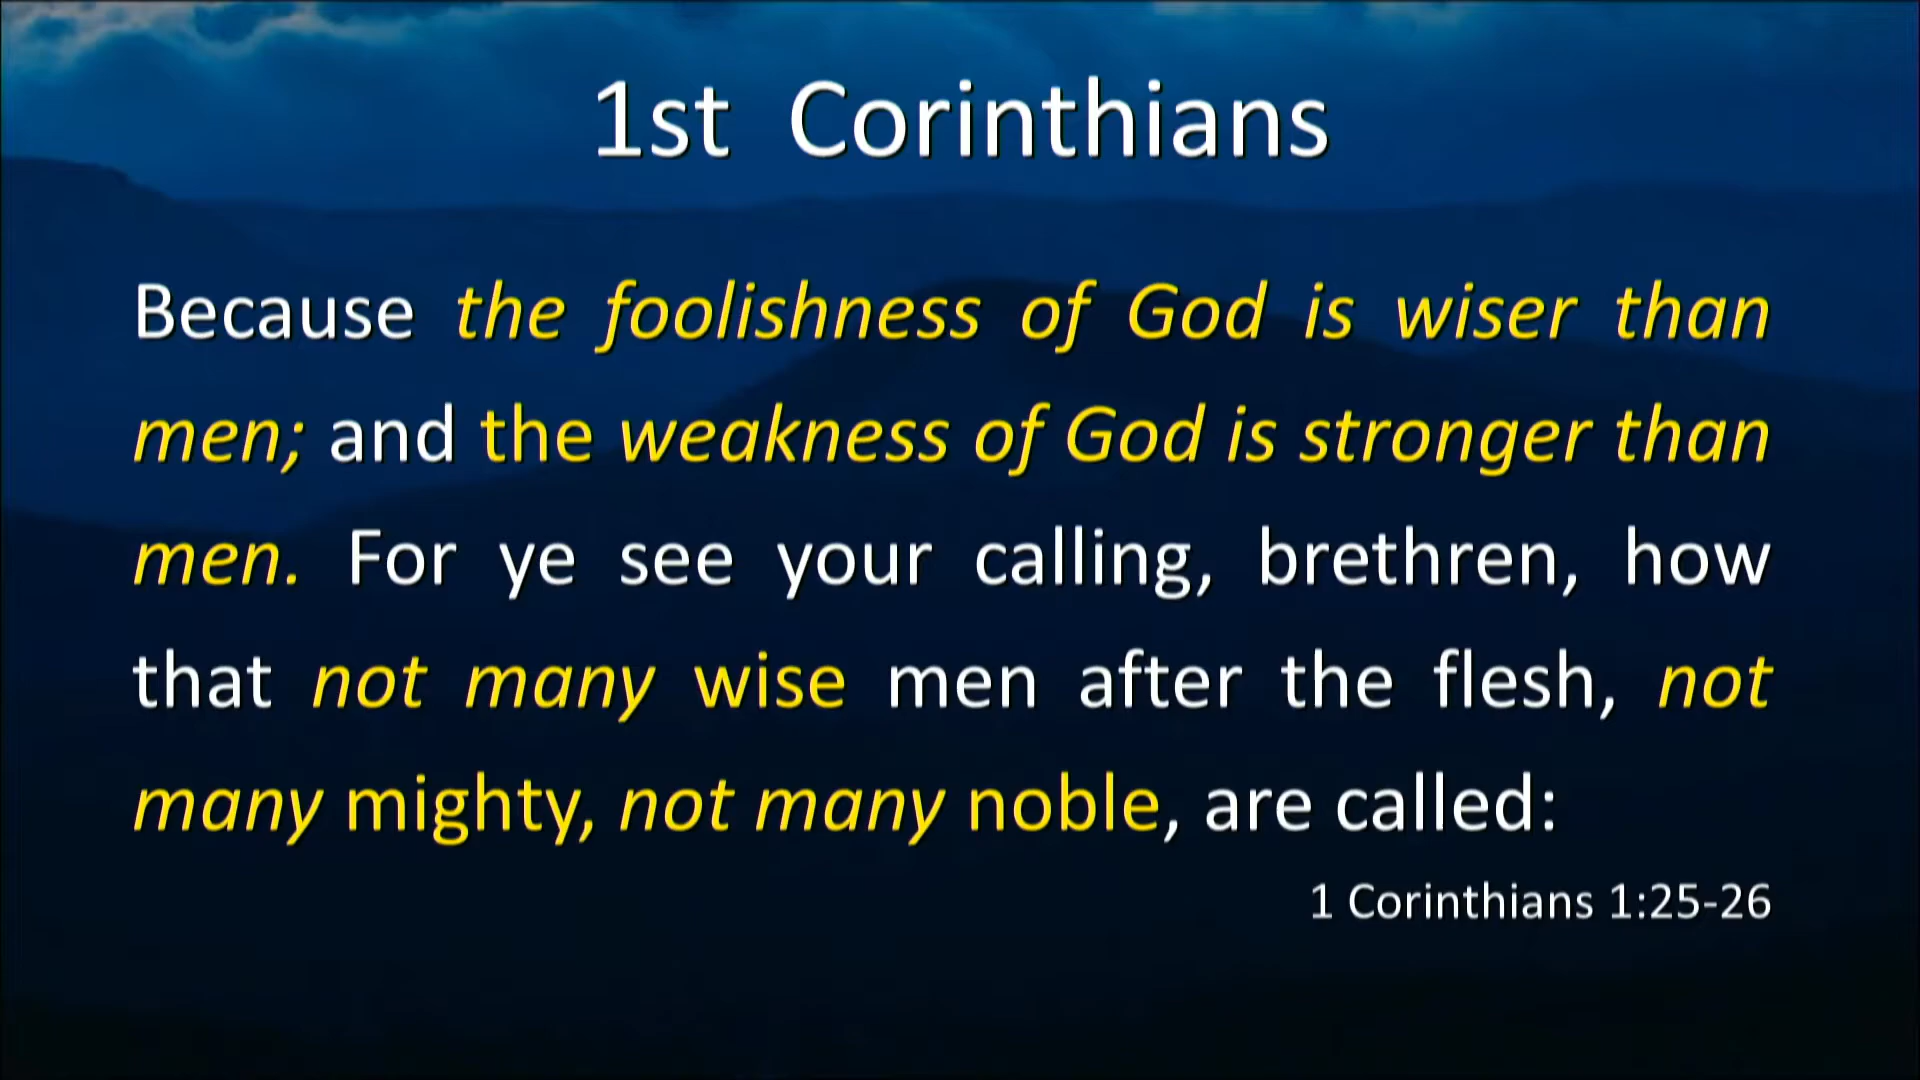 1st Corinthians
Because the foolishness of God is wiser than
men; and the weakness of God is stronger than
men. For ye see your calling, brethren, how
that not many wise men after the flesh, not
many mighty, not many noble, are called:
1 Corinthians 1:25-26